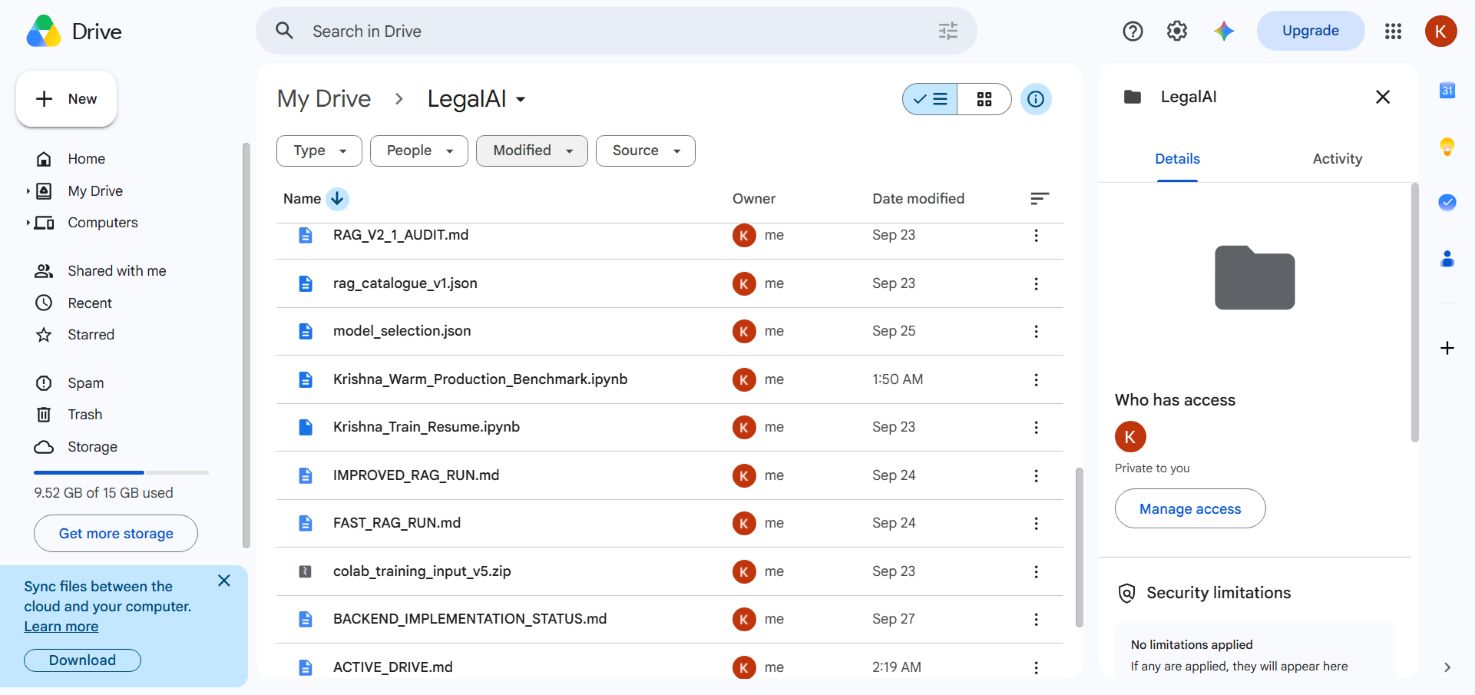 Drive
Search in Drive
Upgrade
K
New
Home
My Drive
Computers
Shared with me
Recent
Starred
Spam
Trash
Storage
9.52 GB of 15 GB used
Get more storage
Sync files between the
cloud and your computer.
Learn more
Download
My Drive > LegalAI
Type People Modified Source
Name Owner Date modified
RAG_V2_1_AUDIT.md K me Sep 23
rag_catalogue_v1.json K me Sep 23
model_selection.json K me Sep 25
Krishna_Warm_Production_Benchmark.ipynb K me 1:50 AM
Krishna_Train_Resume.ipynb K me Sep 23
IMPROVED_RAG_RUN.md K me Sep 24
FAST_RAG_RUN.md K me Sep 24
colab_training_input_v5.zip K me Sep 23
BACKEND_IMPLEMENTATION_STATUS.md K me Sep 27
ACTIVE_DRIVE.md K me 2:19 AM
LegalAI
Details Activity
Who has access
K
Private to you
Manage access
Security limitations
No limitations applied
If any are applied, they will appear here
31